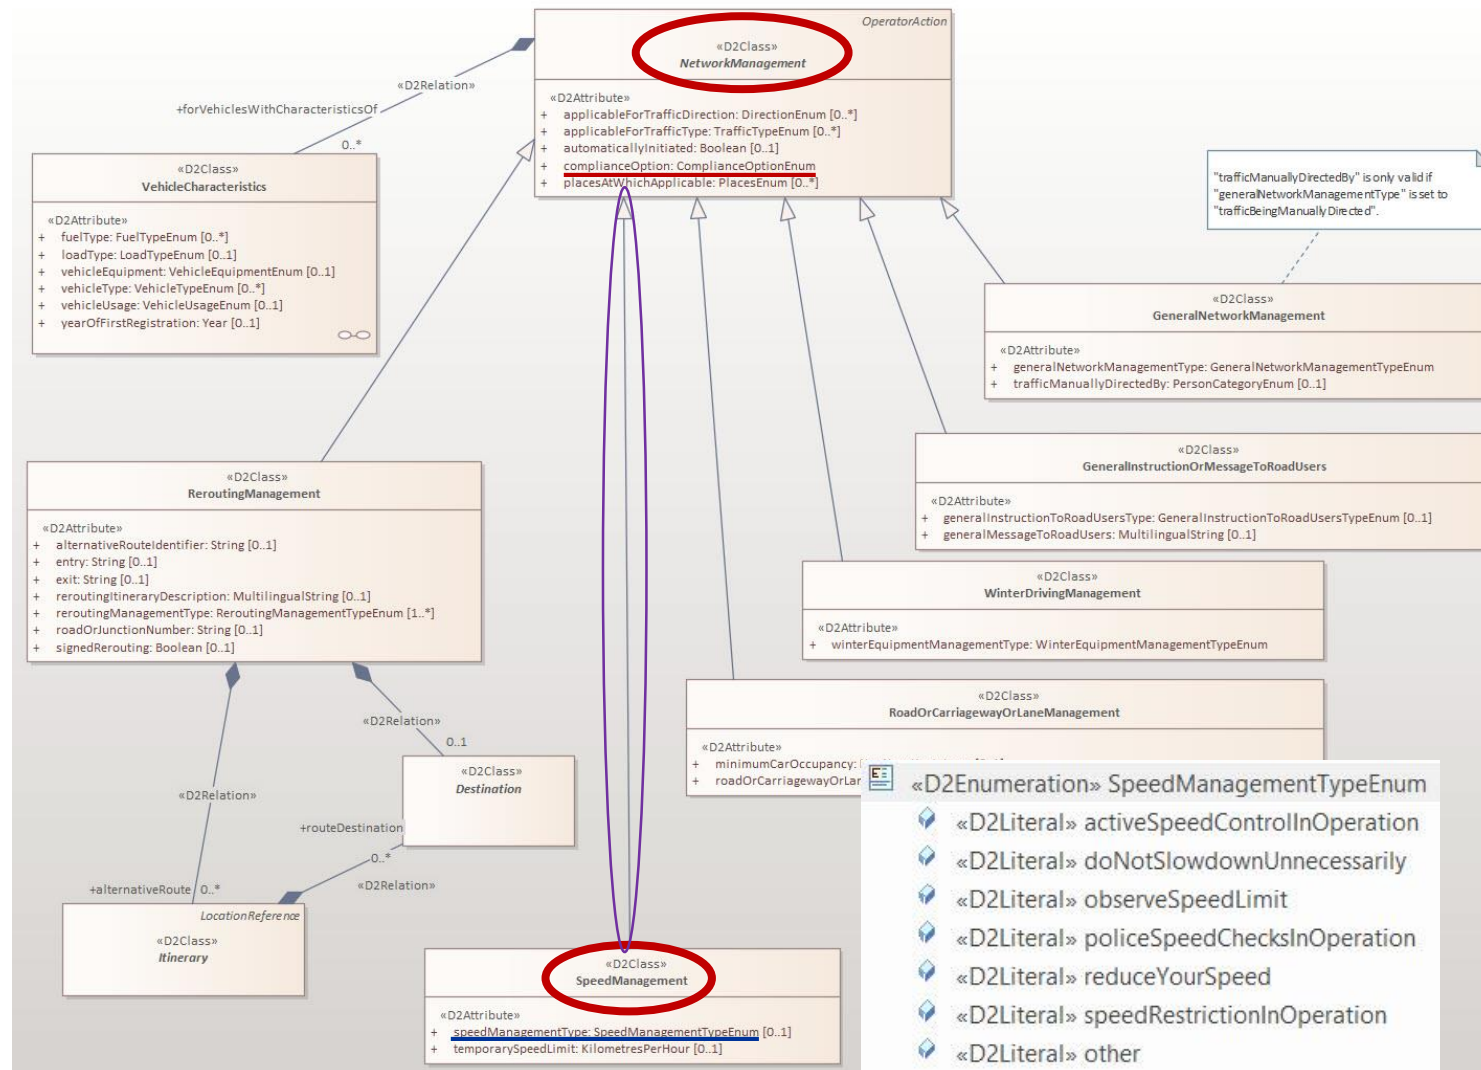 OperatorAction
«D2Class»
NetworkManagement
«D2Attribute»
+ applicableForTrafficDirection: DirectionEnum [0..*]
+ applicableForTrafficType: TrafficTypeEnum [0..*]
+ automaticallyInitiated: Boolean [0..1]
+ complianceOption: ComplianceOptionEnum
+ placesAtWhichApplicable: PlacesEnum [0..*]
«D2Relation»
+forVehiclesWithCharacteristicsOf
0..*
«D2Class»
VehicleCharacteristics
«D2Attribute»
+ fuelType: FuelTypeEnum [0..*]
+ loadType: LoadTypeEnum [0..1]
+ vehicleEquipment: VehicleEquipmentEnum [0..1]
+ vehicleType: VehicleTypeEnum [0..*]
+ vehicleUsage: VehicleUsageEnum [0..1]
+ yearOfFirstRegistration: Year [0..1]
"trafficManuallyDirectedBy" is only valid if
"generalNetworkManagementType" is set to
"trafficBeingManuallyDirected".
«D2Class»
GeneralNetworkManagement
«D2Attribute»
+ generalNetworkManagementType: GeneralNetworkManagementTypeEnum
+ trafficManuallyDirectedBy: PersonCategoryEnum [0..1]
«D2Class»
GeneralInstructionOrMessageToRoadUsers
«D2Attribute»
+ generalInstructionToRoadUsersType: GeneralInstructionToRoadUsersTypeEnum [0..1]
+ generalMessageToRoadUsers: MultilingualString [0..1]
«D2Class»
ReroutingManagement
«D2Attribute»
+ alternativeRouteIdentifier: String [0..1]
+ entry: String [0..1]
+ exit: String [0..1]
+ reroutingItineraryDescription: MultilingualString [0..1]
+ reroutingManagementType: ReroutingManagementTypeEnum [1..*]
+ roadOrJunctionNumber: String [0..1]
+ signedRerouting: Boolean [0..1]
«D2Class»
WinterDrivingManagement
«D2Attribute»
+ winterEquipmentManagementType: WinterEquipmentManagementTypeEnum
«D2Class»
RoadOrCarriagewayOrLaneManagement
«D2Attribute»
+ minimumCarOccupancy:
+ roadOrCarriagewayOrLa
«D2Relation»
0..1
«D2Class»
Destination
«D2Relation»
+routeDestination
0..*
«D2Relation»
+alternativeRoute 0..*
LocationReference
«D2Class»
Itinerary
«D2Class»
SpeedManagement
«D2Attribute»
+ speedManagementType: SpeedManagementTypeEnum [0..1]
+ temporarySpeedLimit: KilometresPerHour [0..1]
«D2Enumeration» SpeedManagementTypeEnum
«D2Literal» activeSpeedControlInOperation
«D2Literal» doNotSlowdownUnnecessarily
«D2Literal» observeSpeedLimit
«D2Literal» policeSpeedChecksInOperation
«D2Literal» reduceYourSpeed
«D2Literal» speedRestrictionInOperation
«D2Literal» other